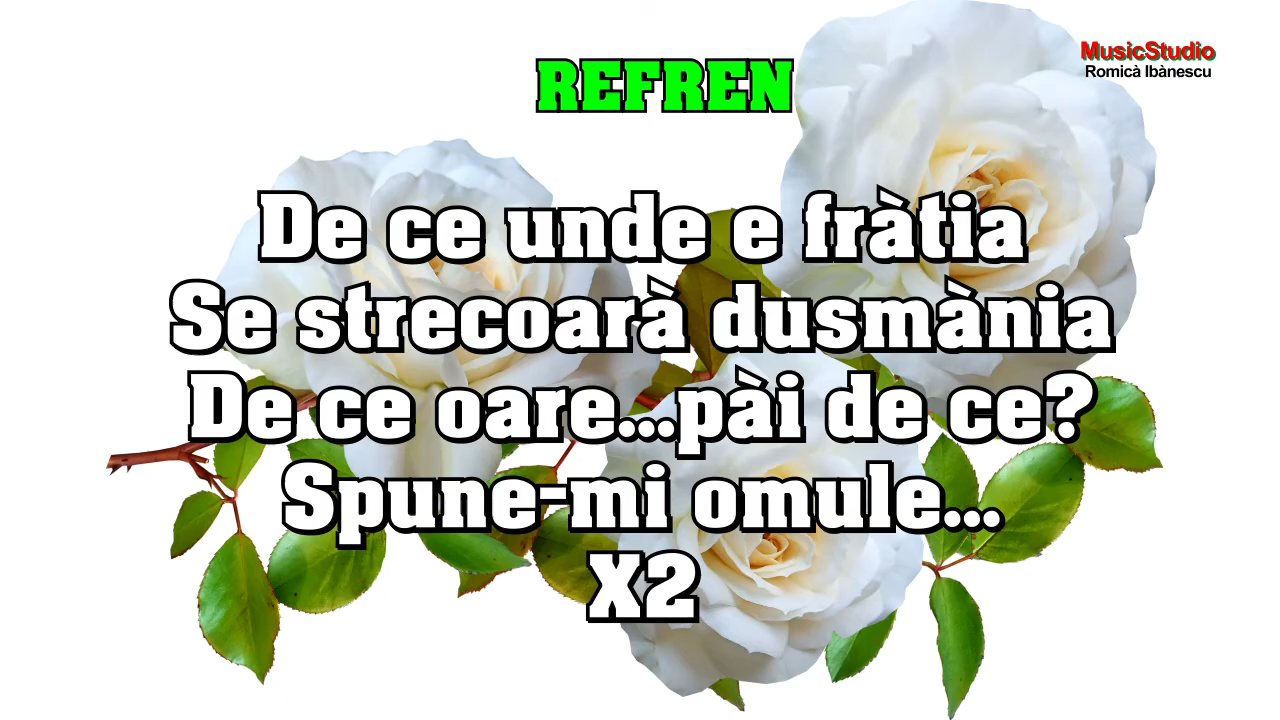 MusicStudio
Romicà Ibànescu
REFREN
De ce unde e fràtia
Se strecoarà dusmània
De ce oare...pài de ce?
Spune-mi omule...
X2